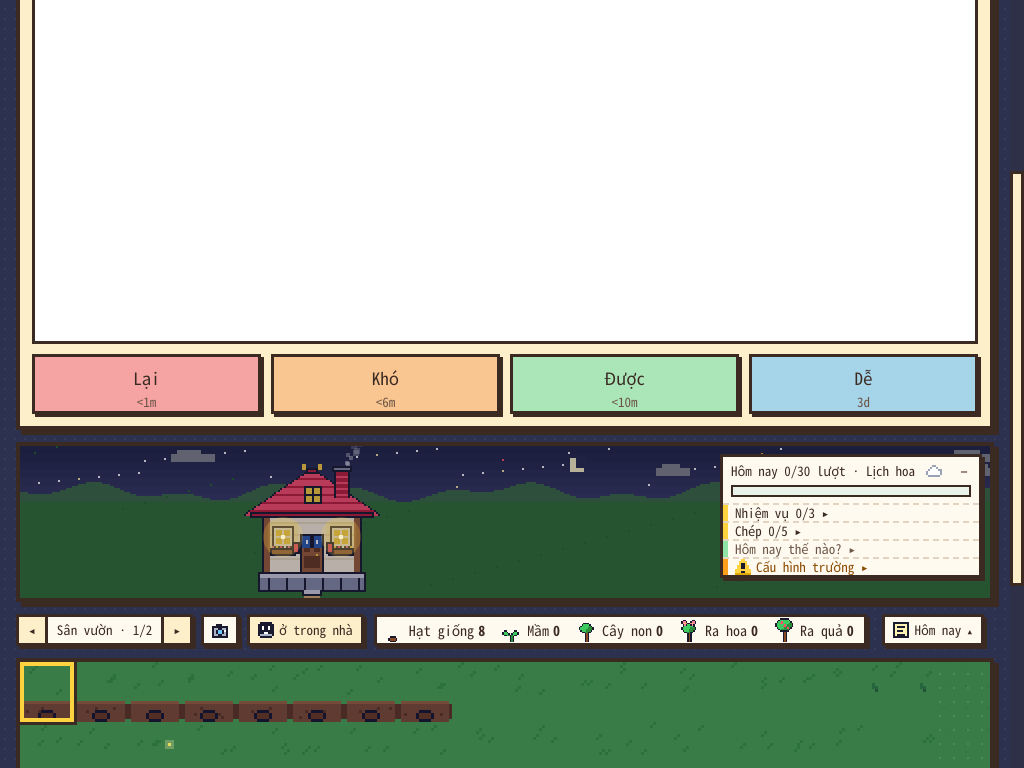 Lại
<1m
Khó
<6m
Được
<10m
Dễ
3d
Hôm nay 0/30 lượt · Lịch hoa
Nhiệm vụ 0/3 ▸
Chép 0/5 ▸
Hôm nay thế nào? ▸
Cấu hình trường ▸
Sân vườn · 1/2
ở trong nhà
Hạt giống 8
Mầm 0
Cây non 0
Ra hoa 0
Ra quả 0
Hôm nay ▴